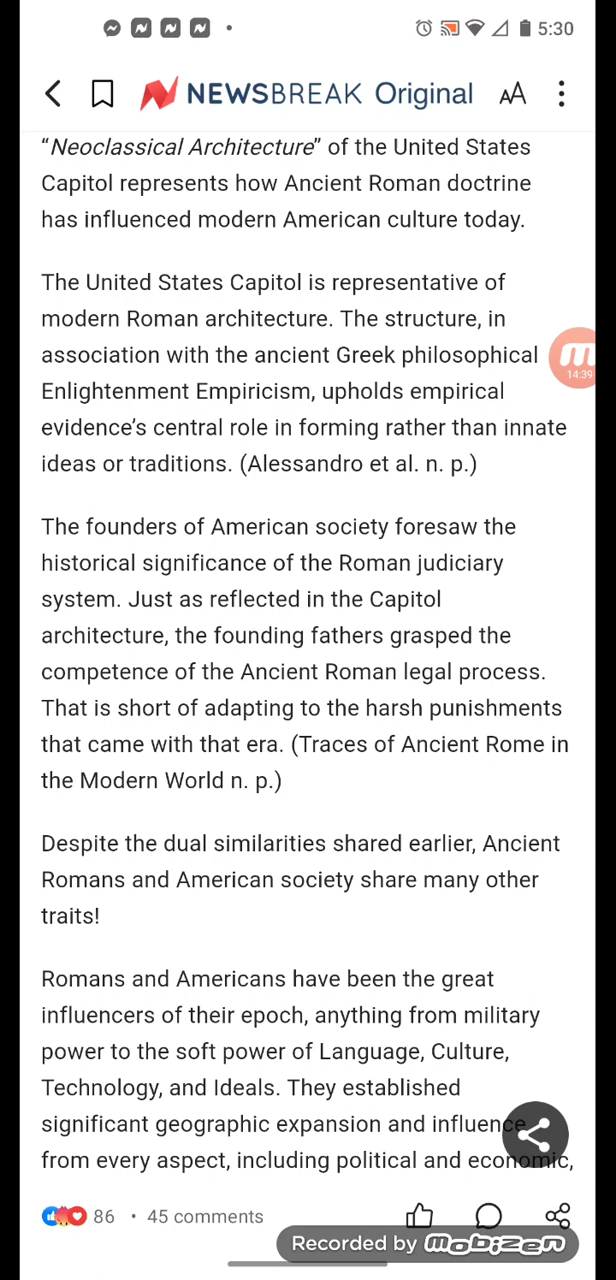 5:30
NEWSBREAK Original AA
“Neoclassical Architecture” of the United States
Capitol represents how Ancient Roman doctrine
has influenced modern American culture today.
The United States Capitol is representative of
modern Roman architecture. The structure, in
association with the ancient Greek philosophical
Enlightenment Empiricism, upholds empirical
evidence’s central role in forming rather than innate
ideas or traditions. (Alessandro et al. n. p.)
m
14:39
The founders of American society foresaw the
historical significance of the Roman judiciary
system. Just as reflected in the Capitol
architecture, the founding fathers grasped the
competence of the Ancient Roman legal process.
That is short of adapting to the harsh punishments
that came with that era. (Traces of Ancient Rome in
the Modern World n. p.)
Despite the dual similarities shared earlier, Ancient
Romans and American society share many other
traits!
Romans and Americans have been the great
influencers of their epoch, anything from military
power to the soft power of Language, Culture,
Technology, and Ideals. They established
significant geographic expansion and influence
from every aspect, including political and economic,
86 • 45 comments
Recorded by mobizen